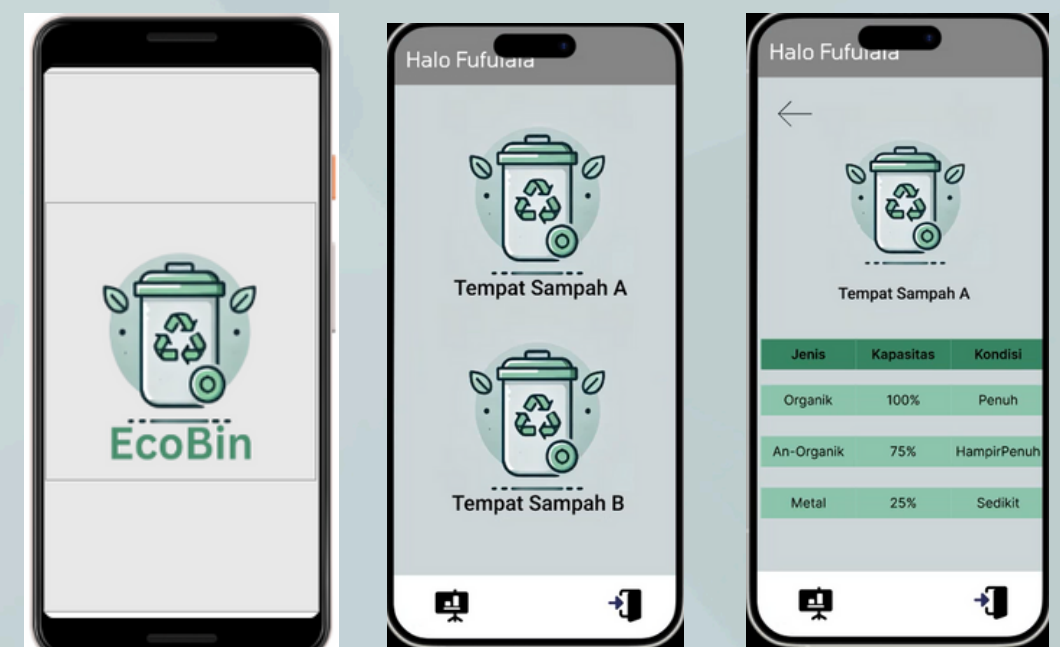 EcoBin
Halo Fufulala
Tempat Sampah A
Tempat Sampah B
Halo Fufulala
Tempat Sampah A
Jenis Kapasitas Kondisi
Organik 100% Penuh
An-Organik 75% HampirPenuh
Metal 25% Sedikit